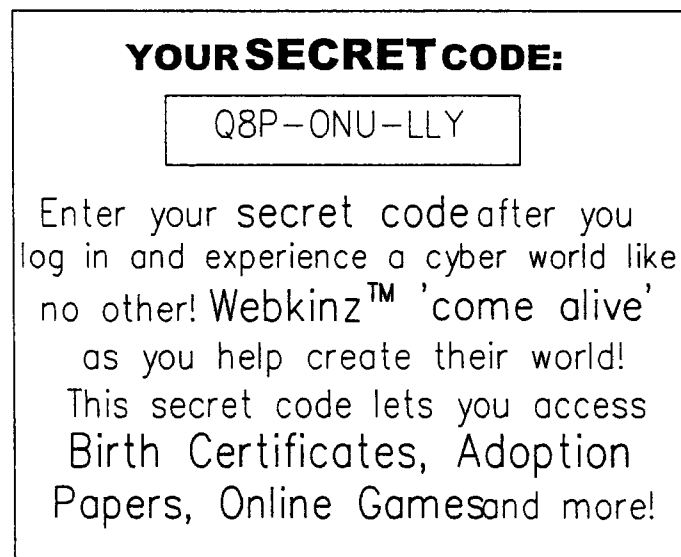 YOUR SECRET CODE:
Q8P-ONU-LLY
Enter your secret code after you
log in and experience a cyber world like
no other! Webkinz™ 'come alive'
as you help create their world!
This secret code lets you access
Birth Certificates, Adoption
Papers, Online Games and more!